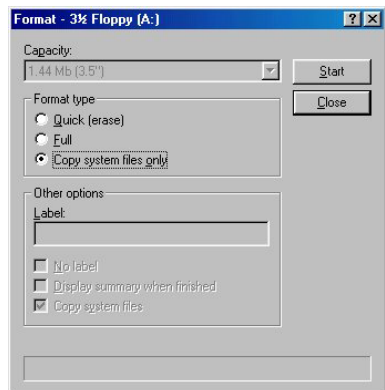 Format - 3½ Floppy (A:)
Capacity:
1.44 Mb (3.5")
Start
Format type
Close
Quick (erase)
Full
Copy system files only
Other options
Label:
No label
Display summary when finished
Copy system files